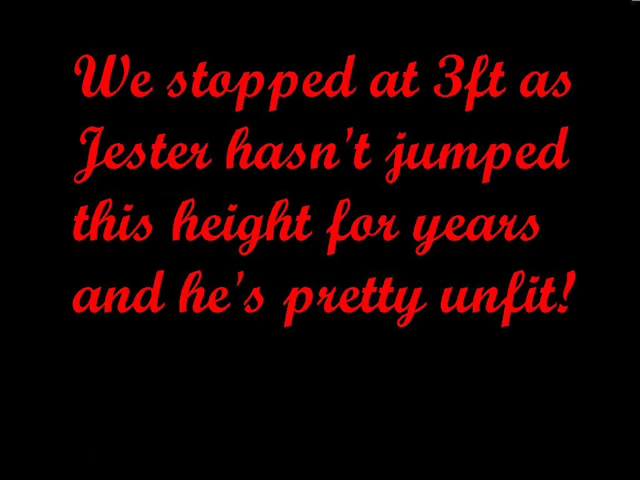 We stopped at 3ft as
Jester hasn't jumped
this height for years
and he's pretty unfit!